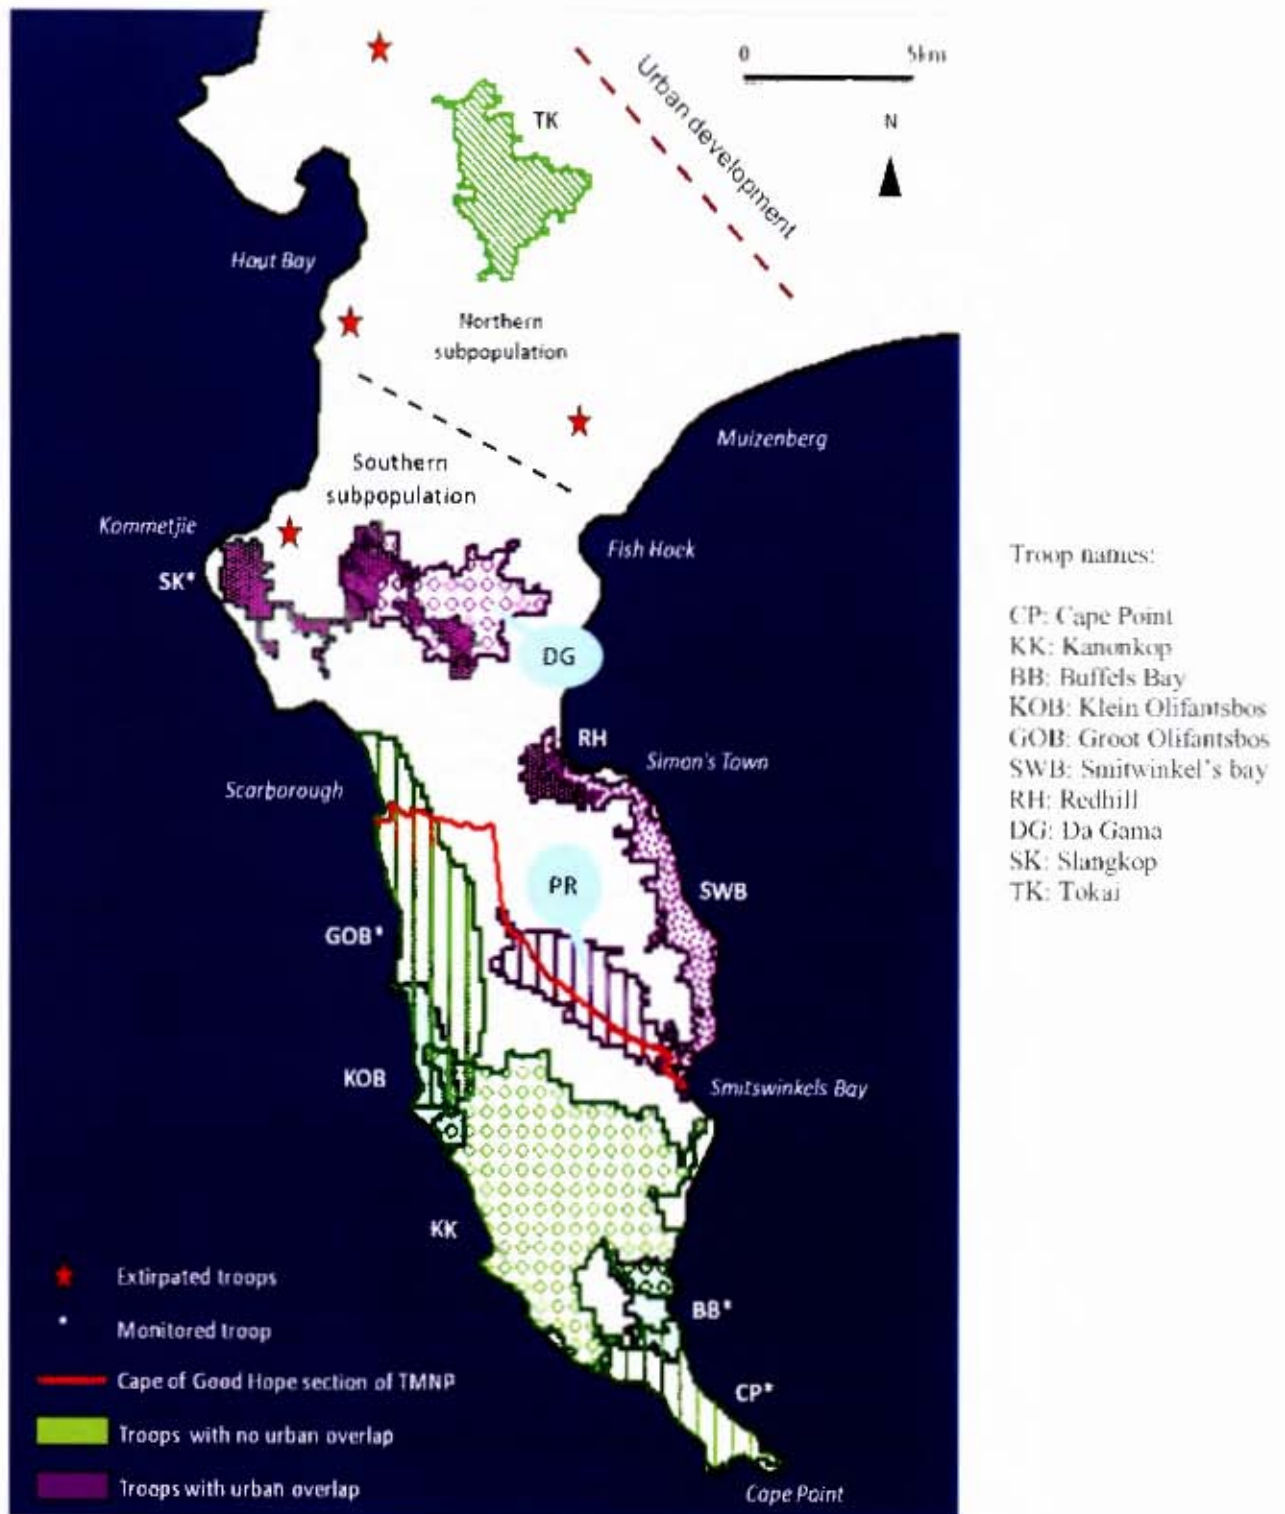 0 5km
Urban development
N
TK
Hout Bay
Northern
subpopulation
Muizenberg
Southern
subpopulation
Kommetjie
Fish Hoek
SK*
DG
RH
Simon's Town
Scarborough
PR
SWB
GOB*
KOB
Smitswinkels Bay
KK
BB*
CP*
Cape Point
Extirpated troops
* Monitored troop
Cape of Good Hope section of TMNP
Troops with no urban overlap
Troops with urban overlap
Troop names:
CP: Cape Point
KK: Kanonkop
BB: Buffels Bay
KOB: Klein Olifantsbos
GOB: Groot Olifantsbos
SWB: Smitwinkel's bay
RH: Redhill
DG: Da Gama
SK: Slangkop
TK: Tokai